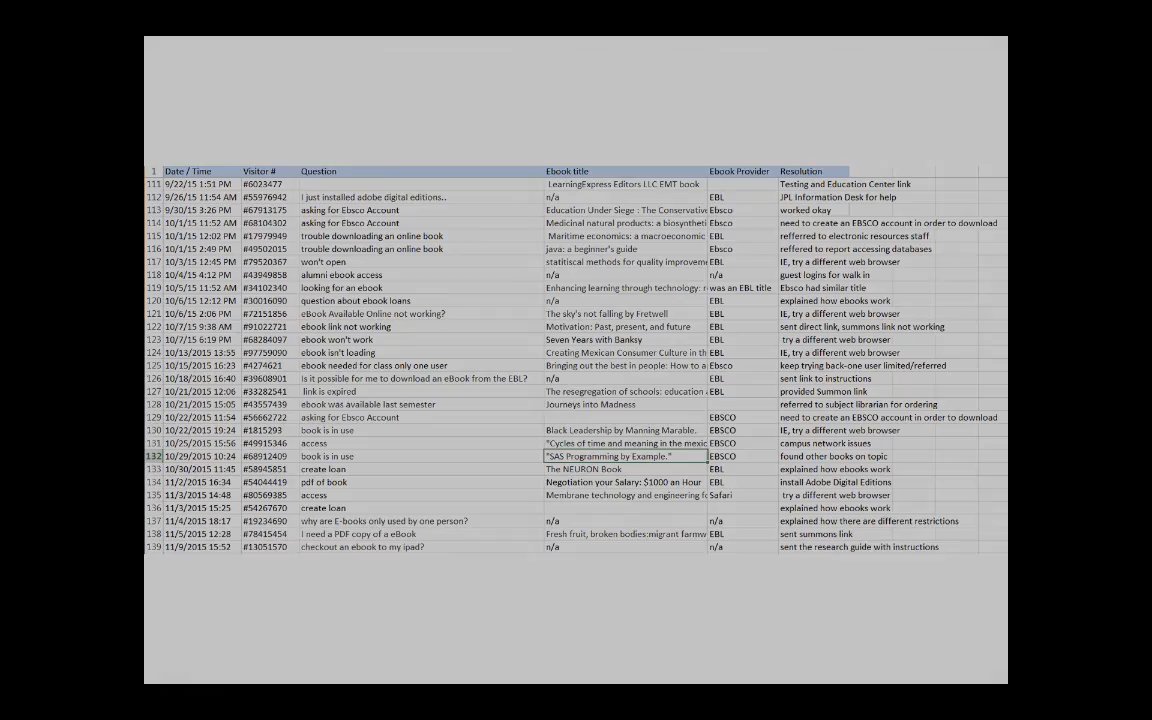 1 Date / Time Visitor # Question Ebook title Ebook Provider Resolution
111 9/22/15 1:51 PM #6023477 LearningExpress Editors LLC EMT book Testing and Education Center link
112 9/26/15 11:54 AM #55976942 I just installed adobe digital editions.. n/a EBL JPL Information Desk for help
113 9/30/15 3:26 PM #67913175 asking for Ebsco Account Education Under Siege : The Conservative Ebsco worked okay
114 10/1/15 11:52 AM #68104302 asking for Ebsco Account Medicinal natural products: a biosyntheti Ebsco need to create an EBSCO account in order to download
115 10/1/15 12:02 PM #17979949 trouble downloading an online book Maritime economics: a macroeconomic EBL refferred to electronic resources staff
116 10/1/15 2:49 PM #49502015 trouble downloading an online book java: a beginner's guide Ebsco reffered to report accessing databases
117 10/3/15 12:45 PM #79520367 won't open statitiscal methods for quality improveme EBL IE, try a different web browser
118 10/4/15 4:12 PM #43949858 alumni ebook access n/a n/a guest logins for walk in
119 10/5/15 11:52 AM #34102340 looking for an ebook Enhancing learning through technology: r was an EBL title Ebsco had similar title
120 10/6/15 12:12 PM #30016090 question about ebook loans n/a EBL explained how ebooks work
121 10/6/15 2:06 PM #72151856 eBook Available Online not working? The sky's not falling by Fretwell EBL IE, try a different web browser
122 10/7/15 9:38 AM #91022721 ebook link not working Motivation: Past, present, and future EBL sent direct link, summons link not working
123 10/7/15 6:19 PM #68284097 ebook won't work Seven Years with Banksy EBL try a different web browser
124 10/13/2015 13:55 #97759090 ebook isn't loading Creating Mexican Consumer Culture in th EBL IE, try a different web browser
125 10/15/2015 16:23 #4274621 ebook needed for class only one user Bringing out the best in people: How to a Ebsco keep trying back-one user limited/referred
126 10/18/2015 16:40 #39608901 Is it possible for me to download an eBook from the EBL? n/a EBL sent link to instructions
127 10/21/2015 12:06 #33282541 link is expired The resegregation of schools: education EBL provided Summon link
128 10/21/2015 15:05 #43557439 ebook was available last semester Journeys into Madness referred to subject librarian for ordering
129 10/22/2015 11:54 #56662722 asking for Ebsco Account EBSCO need to create an EBSCO account in order to download
130 10/22/2015 19:24 #1815293 book is in use Black Leadership by Manning Marable. EBSCO IE, try a different web browser
131 10/25/2015 15:56 #49915346 access "Cycles of time and meaning in the mexic EBSCO campus network issues
132 10/29/2015 10:24 #68912409 book is in use "SAS Programming by Example." EBSCO found other books on topic
133 10/30/2015 11:45 #58945851 create loan The NEURON Book EBL explained how ebooks work
134 11/2/2015 16:34 #54044419 pdf of book Negotiation your Salary: $1000 an Hour EBL install Adobe Digital Editions
135 11/3/2015 14:48 #80569385 access Membrane technology and engineering fo Safari try a different web browser
136 11/3/2015 15:25 #54267670 create loan explained how ebooks work
137 11/4/2015 18:17 #19234690 why are E-books only used by one person? n/a n/a explained how there are different restrictions
138 11/5/2015 12:28 #78415454 I need a PDF copy of a eBook Fresh fruit, broken bodies:migrant farmw EBL sent summons link
139 11/9/2015 15:52 #13051570 checkout an ebook to my ipad? n/a n/a sent the research guide with instructions